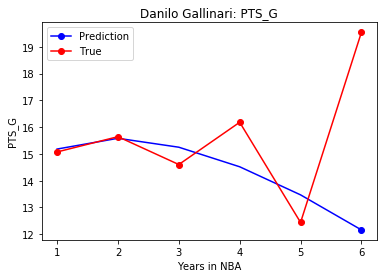 Danilo Gallinari: PTS_G
Prediction
True
PTS_G
19
18
17
16
15
14
13
12
1 2 3 4 5 6
Years in NBA